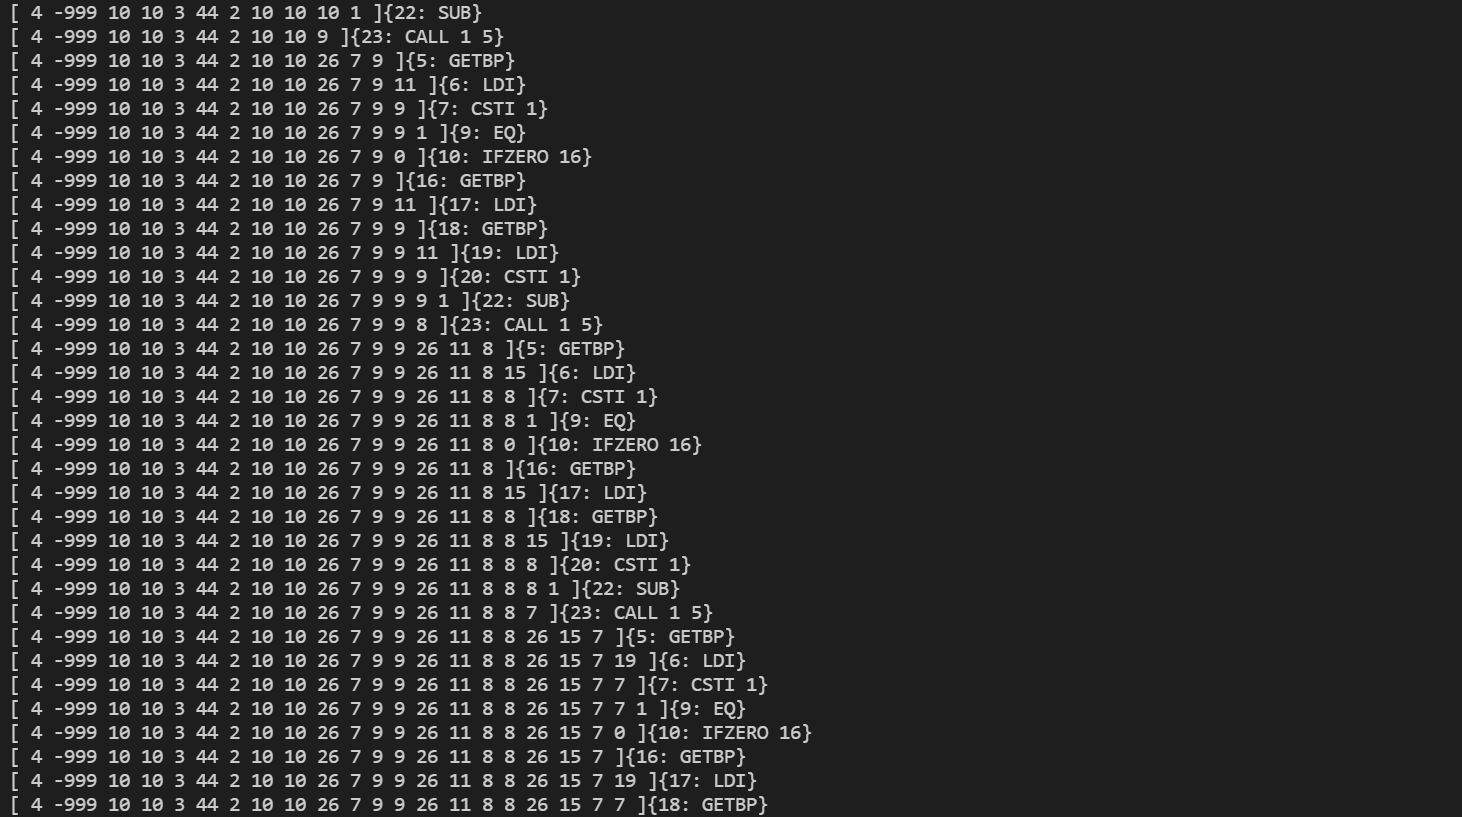 [ 4 -999 10 10 3 44 2 10 10 10 1 ]{22: SUB}
[ 4 -999 10 10 3 44 2 10 10 9 ]{23: CALL 1 5}
[ 4 -999 10 10 3 44 2 10 10 26 7 9 ]{5: GETBP}
[ 4 -999 10 10 3 44 2 10 10 26 7 9 11 ]{6: LDI}
[ 4 -999 10 10 3 44 2 10 10 26 7 9 9 ]{7: CSTI 1}
[ 4 -999 10 10 3 44 2 10 10 26 7 9 9 1 ]{9: EQ}
[ 4 -999 10 10 3 44 2 10 10 26 7 9 0 ]{10: IFZERO 16}
[ 4 -999 10 10 3 44 2 10 10 26 7 9 ]{16: GETBP}
[ 4 -999 10 10 3 44 2 10 10 26 7 9 11 ]{17: LDI}
[ 4 -999 10 10 3 44 2 10 10 26 7 9 9 ]{18: GETBP}
[ 4 -999 10 10 3 44 2 10 10 26 7 9 9 11 ]{19: LDI}
[ 4 -999 10 10 3 44 2 10 10 26 7 9 9 9 ]{20: CSTI 1}
[ 4 -999 10 10 3 44 2 10 10 26 7 9 9 9 1 ]{22: SUB}
[ 4 -999 10 10 3 44 2 10 10 26 7 9 9 8 ]{23: CALL 1 5}
[ 4 -999 10 10 3 44 2 10 10 26 7 9 9 26 11 8 ]{5: GETBP}
[ 4 -999 10 10 3 44 2 10 10 26 7 9 9 26 11 8 15 ]{6: LDI}
[ 4 -999 10 10 3 44 2 10 10 26 7 9 9 26 11 8 8 ]{7: CSTI 1}
[ 4 -999 10 10 3 44 2 10 10 26 7 9 9 26 11 8 8 1 ]{9: EQ}
[ 4 -999 10 10 3 44 2 10 10 26 7 9 9 26 11 8 0 ]{10: IFZERO 16}
[ 4 -999 10 10 3 44 2 10 10 26 7 9 9 26 11 8 ]{16: GETBP}
[ 4 -999 10 10 3 44 2 10 10 26 7 9 9 26 11 8 15 ]{17: LDI}
[ 4 -999 10 10 3 44 2 10 10 26 7 9 9 26 11 8 8 ]{18: GETBP}
[ 4 -999 10 10 3 44 2 10 10 26 7 9 9 26 11 8 8 15 ]{19: LDI}
[ 4 -999 10 10 3 44 2 10 10 26 7 9 9 26 11 8 8 8 ]{20: CSTI 1}
[ 4 -999 10 10 3 44 2 10 10 26 7 9 9 26 11 8 8 8 1 ]{22: SUB}
[ 4 -999 10 10 3 44 2 10 10 26 7 9 9 26 11 8 8 7 ]{23: CALL 1 5}
[ 4 -999 10 10 3 44 2 10 10 26 7 9 9 26 11 8 8 26 15 7 ]{5: GETBP}
[ 4 -999 10 10 3 44 2 10 10 26 7 9 9 26 11 8 8 26 15 7 19 ]{6: LDI}
[ 4 -999 10 10 3 44 2 10 10 26 7 9 9 26 11 8 8 26 15 7 7 ]{7: CSTI 1}
[ 4 -999 10 10 3 44 2 10 10 26 7 9 9 26 11 8 8 26 15 7 7 1 ]{9: EQ}
[ 4 -999 10 10 3 44 2 10 10 26 7 9 9 26 11 8 8 26 15 7 0 ]{10: IFZERO 16}
[ 4 -999 10 10 3 44 2 10 10 26 7 9 9 26 11 8 8 26 15 7 ]{16: GETBP}
[ 4 -999 10 10 3 44 2 10 10 26 7 9 9 26 11 8 8 26 15 7 19 ]{17: LDI}
[ 4 -999 10 10 3 44 2 10 10 26 7 9 9 26 11 8 8 26 15 7 7 ]{18: GETBP}